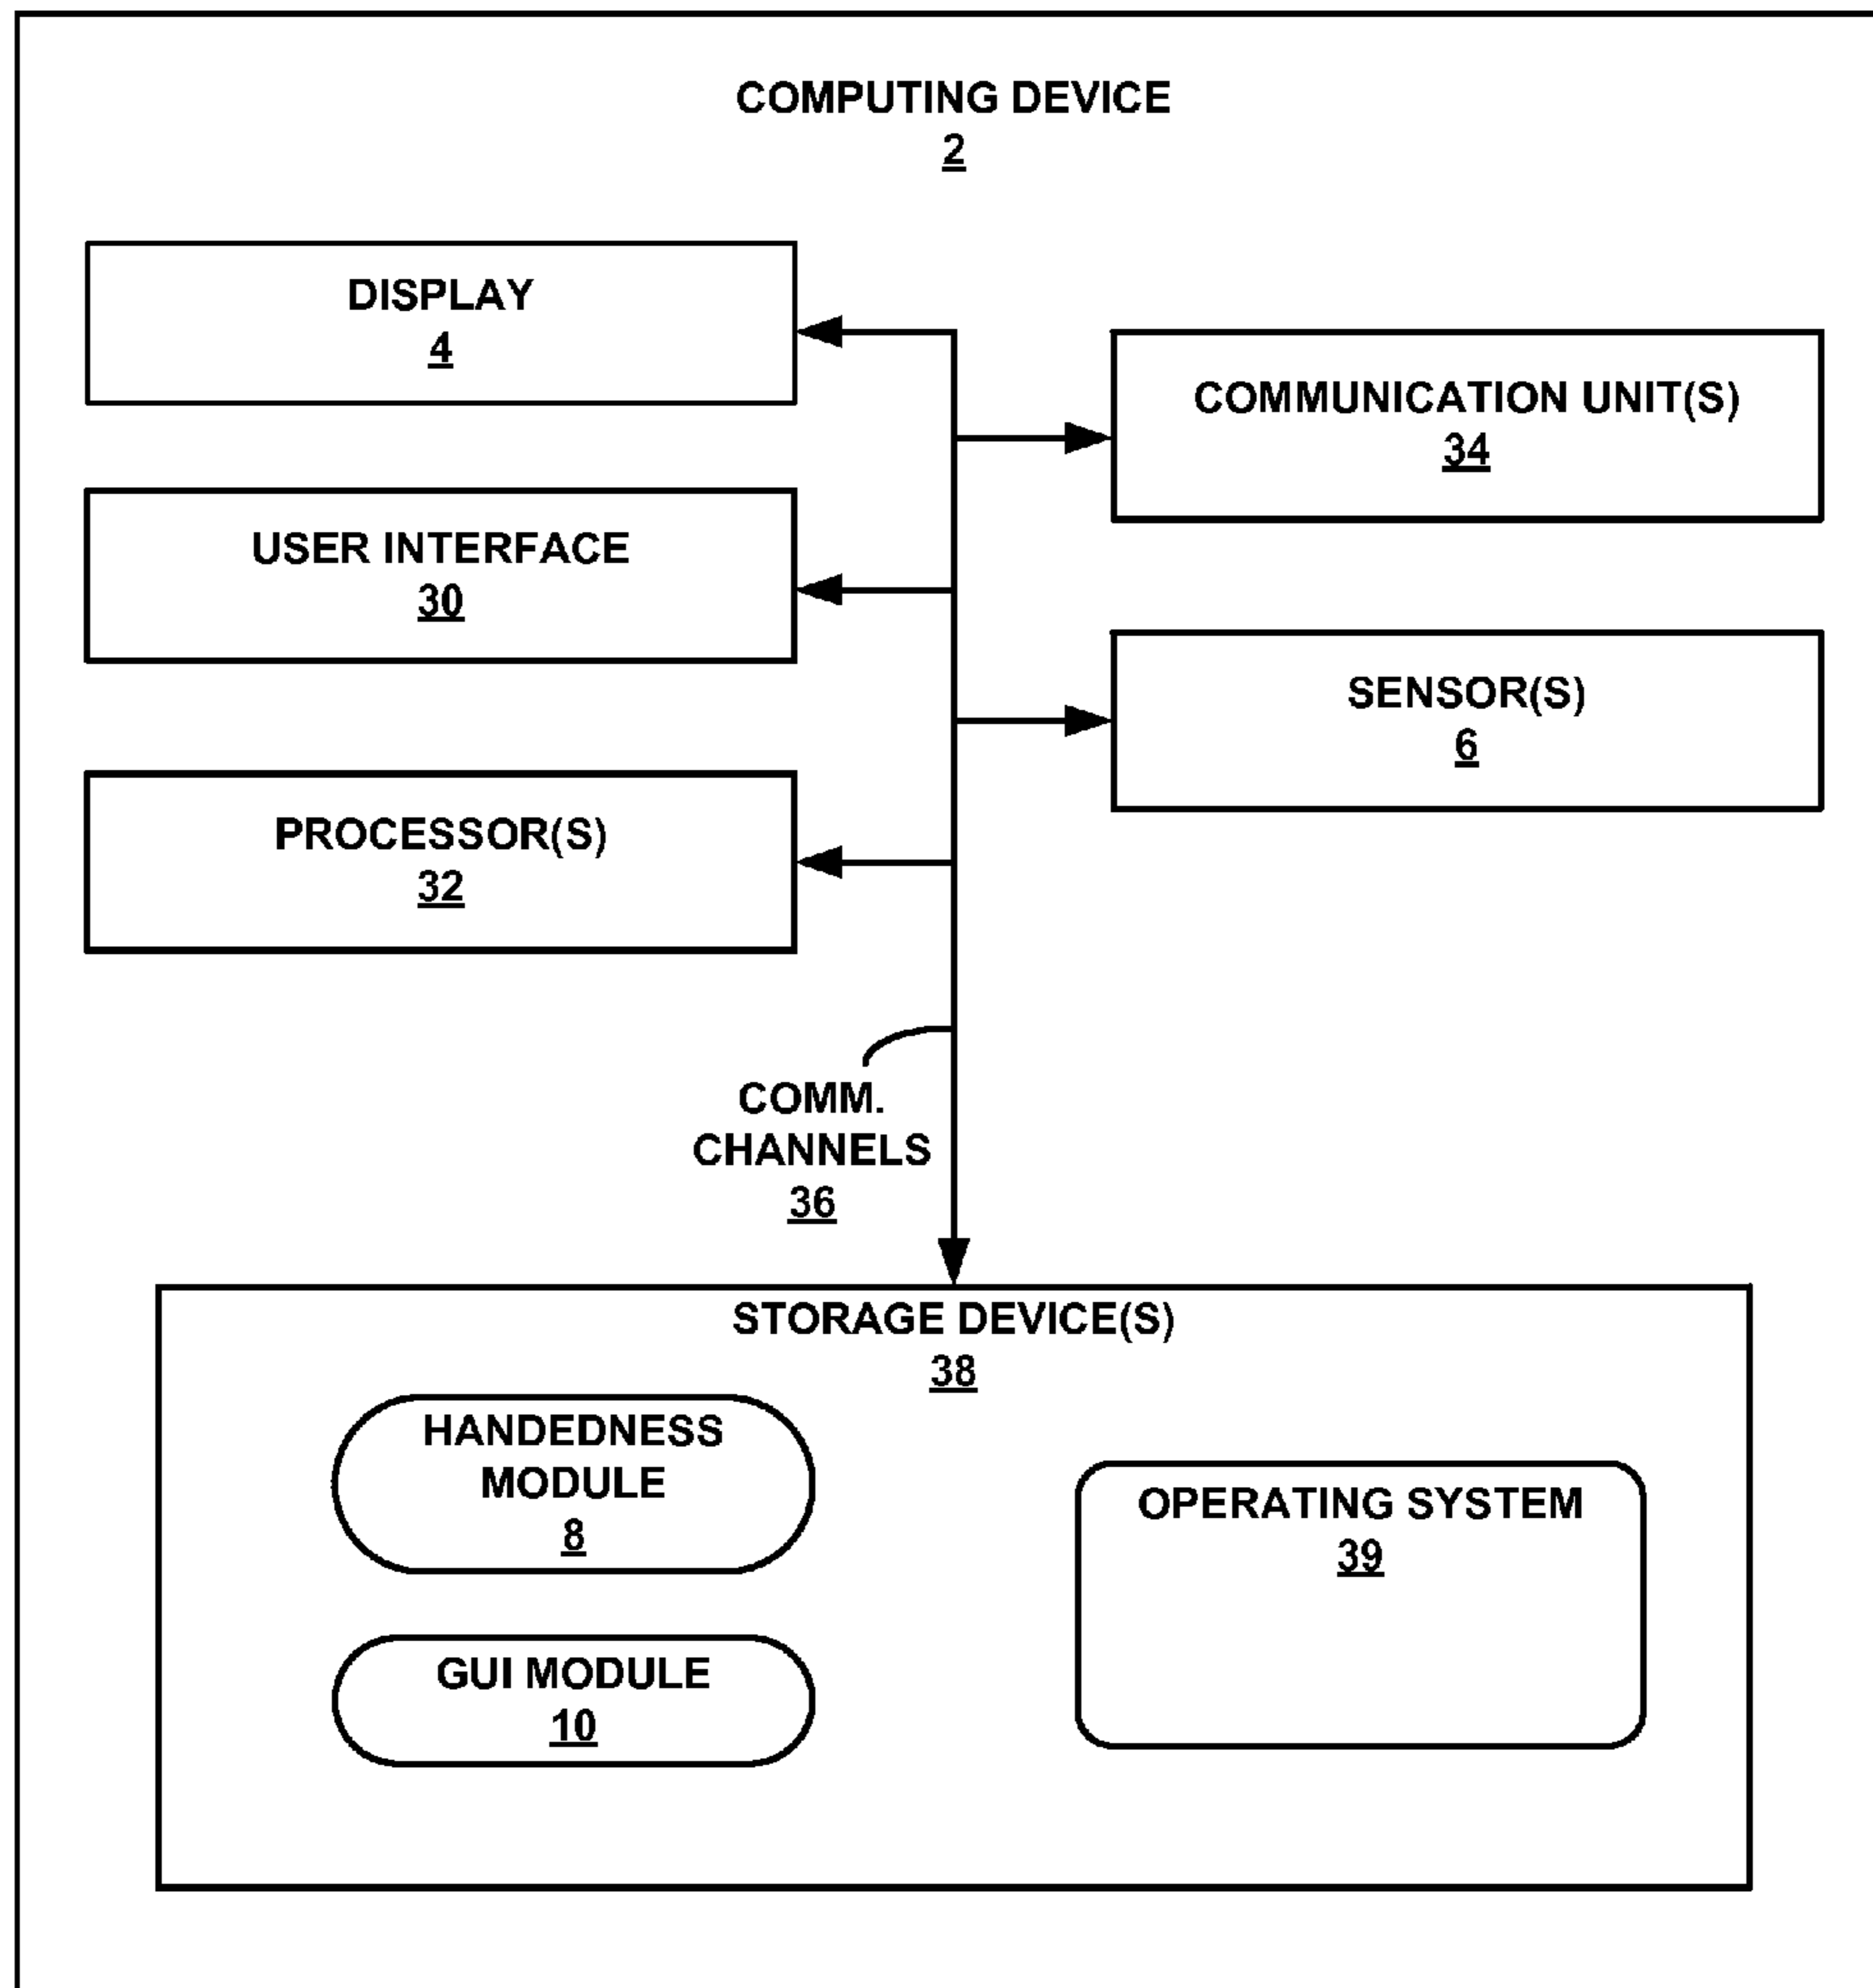 COMPUTING DEVICE
2
DISPLAY
4
COMMUNICATION UNIT(S)
34
USER INTERFACE
30
SENSOR(S)
6
PROCESSOR(S)
32
COMM.
CHANNELS
36
STORAGE DEVICE(S)
38
HANDEDNESS
MODULE
8
OPERATING SYSTEM
39
GUI MODULE
10